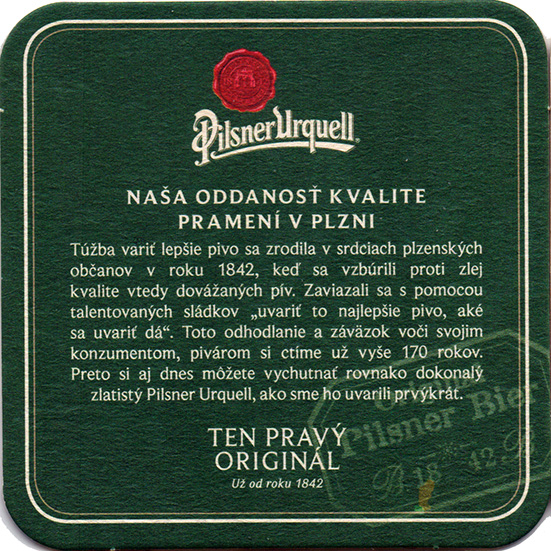 Pilsner Urquell
NAŠA ODDANOSŤ KVALITE
PRAMENÍ V PLZNI
Túžba variť lepšie pivo sa zrodila v srdciach plzenských
občanov v roku 1842, keď sa vzbúrili proti zlej
kvalite vtedy dovážaných pív. Zaviazali sa s pomocou
talentovaných sládkov „uvariť to najlepšie pivo, aké
sa uvariť dá“. Toto odhodlanie a záväzok voči svojim
konzumentom, pivárom si ctíme už vyše 170 rokov.
Preto si aj dnes môžete vychutnať rovnako dokonalý
zlatistý Pilsner Urquell, ako sme ho uvarili prvýkrát.
TEN PRAVÝ
ORIGINÁL
Už od roku 1842
Original
Pilsner Bier
18 42